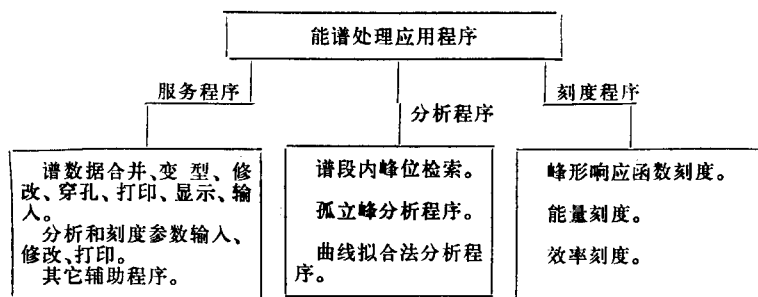 能谱处理应用程序
服务程序
分析程序
刻度程序
谱数据合并、变 型、修
改、穿孔、打印、显示、输
入。
分析和刻度参数输入、
修改、打印。
其它辅助程序。
谱段内峰位检索。
孤立峰分析程序。
曲线拟合法分析程
序。
峰形响应函数刻度。
能量刻度。
效率刻度。